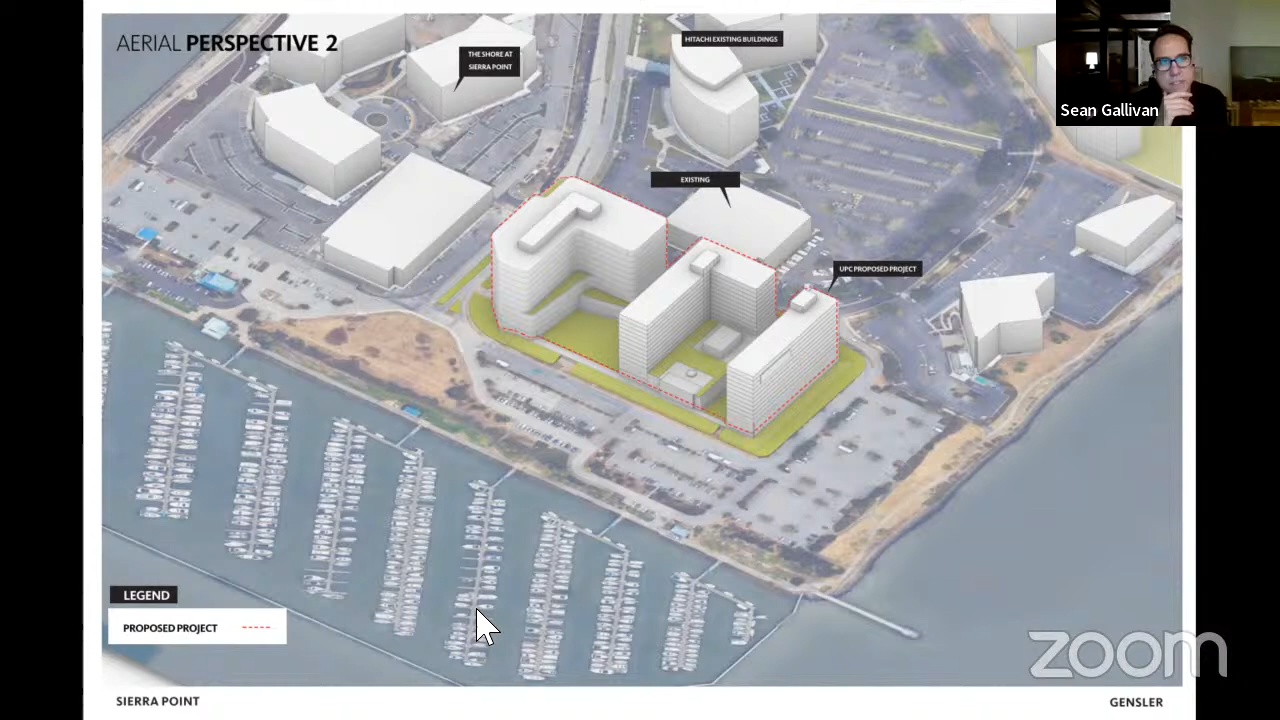 AERIAL PERSPECTIVE 2
THE SHORE AT
SIERRA POINT
HITACHI EXISTING BUILDINGS
Sean Gallivan
EXISTING
UPC PROPOSED PROJECT
LEGEND
PROPOSED PROJECT
zoom
SIERRA POINT
GENSLER